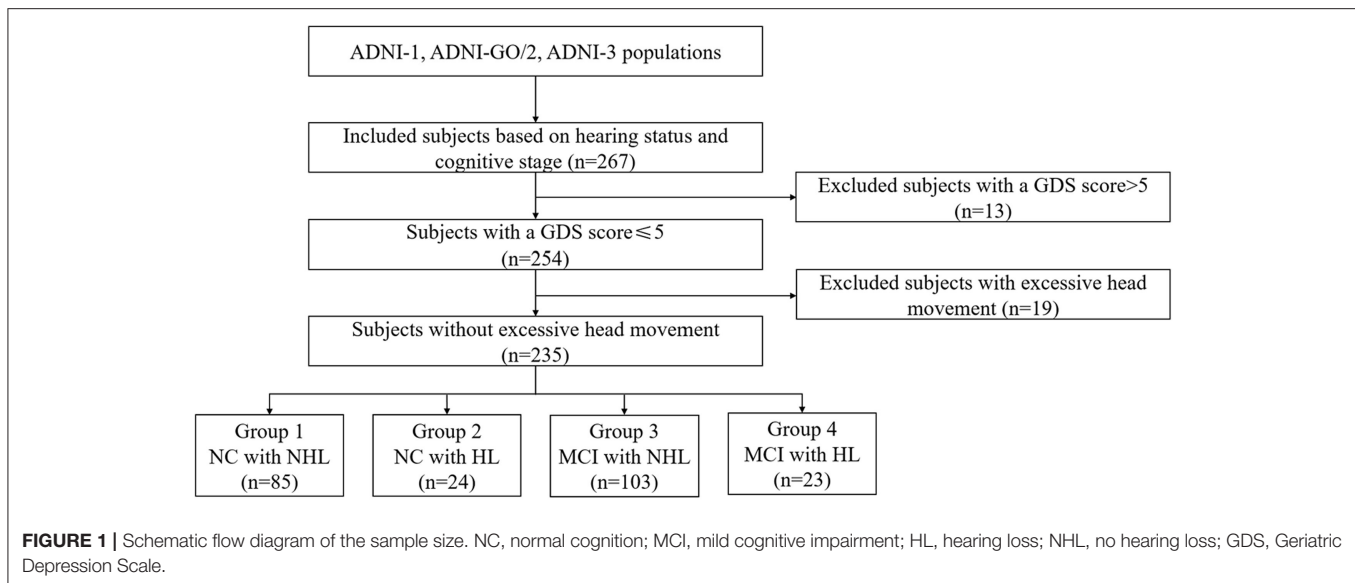 ADNI-1, ADNI-GO/2, ADNI-3 populations
Included subjects based on hearing status and
cognitive stage (n=267)
Excluded subjects with a GDS score>5
(n=13)
Subjects with a GDS score≤5
(n=254)
Excluded subjects with excessive head
movement (n=19)
Subjects without excessive head movement
(n=235)
Group 1
NC with NHL
(n=85)
Group 2
NC with HL
(n=24)
Group 3
MCI with NHL
(n=103)
Group 4
MCI with HL
(n=23)
FIGURE 1 | Schematic flow diagram of the sample size. NC, normal cognition; MCI, mild cognitive impairment; HL, hearing loss; NHL, no hearing loss; GDS, Geriatric
Depression Scale.